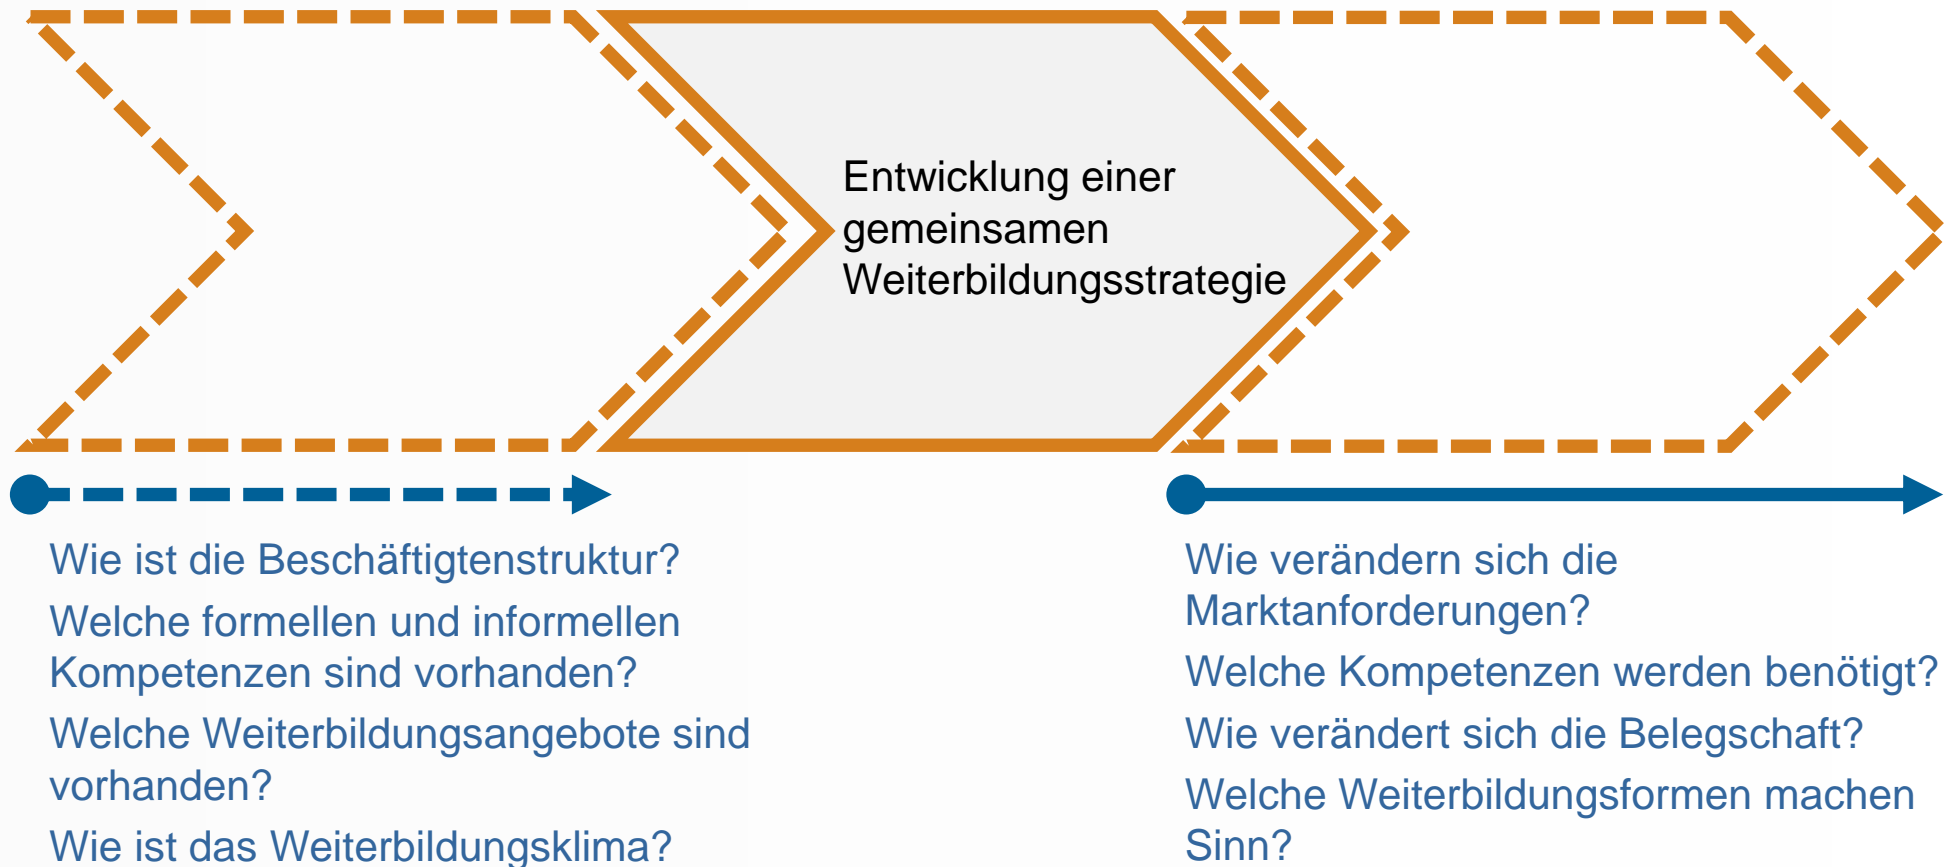 Entwicklung einer
gemeinsamen
Weiterbildungsstrategie
Wie ist die Beschäftigtenstruktur?
Welche formellen und informellen
Kompetenzen sind vorhanden?
Welche Weiterbildungsangebote sind
vorhanden?
Wie ist das Weiterbildungsklima?
Wie verändern sich die
Marktanforderungen?
Welche Kompetenzen werden benötigt?
Wie verändert sich die Belegschaft?
Welche Weiterbildungsformen machen
Sinn?